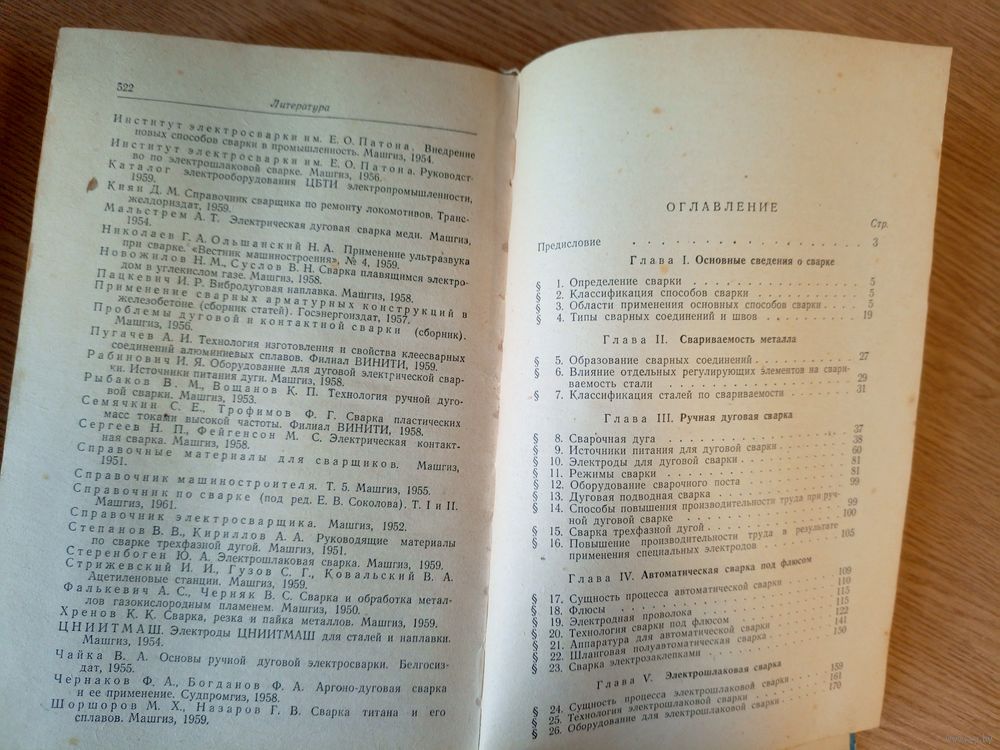 522
Литература
Институт электросварки им. Е. О. Патона. Внедрение
новых способов сварки в промышленность. Машгиз, 1954.
Институт электросварки им. Е. О. Патона. Руководст-
во по электрошлаковой сварке. Машгиз, 1956.
Каталог электрооборудования ЦБТИ электропромышленности,
1959.
Киян Д. М. Справочник сварщика по ремонту локомотивов. Транс-
желдориздат, 1959.
Мальстрем А. Т. Электрическая дуговая сварка меди. Машгиз,
1954.
Николаев Г. А. Ольшанский Н. А. Применение ультразвука
при сварке. «Вестник машиностроения», № 4, 1959.
Новожилов Н. М., Суслов В. Н. Сварка плавящимся электро-
дом в углекислом газе. Машгиз, 1958.
Пацкевич И. Р. Вибродуговая наплавка. Машгиз, 1958.
Применение сварных арматурных конструкций в
железобетоне (сборник статей). Госэнергоиздат, 1957.
Проблемы дуговой и контактной сварки (сборник).
Машгиз, 1956.
Пугачев А. И. Технология изготовления и свойства клеесварных
соединений алюминиевых сплавов. Филиал ВИНИТИ, 1959.
Рабинович И. Я. Оборудование для дуговой электрической свар-
ки. Источники питания дуги. Машгиз, 1958.
Рыбаков В. М., Вощанов К. П. Технология ручной дуго-
вой сварки. Машгиз, 1953.
Семячкин С. Е., Трофимов Ф. Г. Сварка пластических
масс токами высокой частоты. Филиал ВИНИТИ, 1958.
Сергеев Н. П., Фейгенсон М. С. Электрическая контакт-
ная сварка. Машгиз, 1958.
Справочные материалы для сварщиков. Машгиз,
1951.
Справочник машиностроителя. Т. 5. Машгиз, 1955.
Справочник по сварке (под ред. Е. В. Соколова). Т. I и II.
Машгиз, 1961.
Справочник электросварщика. Машгиз, 1952.
Степанов В. В., Кириллов А. А. Руководящие материалы
по сварке трехфазной дугой. Машгиз, 1951.
Стеренбоген Ю. А. Электрошлаковая сварка. Машгиз, 1959.
Стрижевский И. И., Гузов С. Г., Ковальский В. А.
Ацетиленовые станции. Машгиз, 1959.
Фалькевич А. С., Черняк В. С. Сварка и обработка метал-
лов газокислородным пламенем. Машгиз, 1950.
Хренов К. К. Сварка, резка и пайка металлов. Машгиз, 1959.
ЦНИИТМАШ. Электроды ЦНИИТМАШ для сталей и наплавки.
Машгиз, 1954.
Чайка В. А. Основы ручной дуговой электросварки. Белгосиз-
дат, 1955.
Чернаков Ф. А., Богданов Ф. А. Аргоно-дуговая сварка
и ее применение. Судпромгиз, 1958.
Шоршоров М. Х., Назаров Г. В. Сварка титана и его
сплавов. Машгиз, 1959,
ОГЛАВЛЕНИЕ
Стр.
Предисловие . . . . . . . . . . . . . 3
Глава I. Основные сведения о сварке
§ 1. Определение сварки . . . . . . . . . . 5
§ 2. Классификация способов сварки . . . . . . . 5
§ 3. Области применения основных способов сварки . . . 5
§ 4. Типы сварных соединений и швов . . . . . . 19
Глава II. Свариваемость металла
§ 5. Образование сварных соединений . . . . . . . 27
§ 6. Влияние отдельных регулирующих элементов на свари-
ваемость стали . . . . . . . . . . . 29
§ 7. Классификация сталей по свариваемости . . . . . 31
Глава III. Ручная дуговая сварка
§ 8. Сварочная дуга . . . . . . . . . . . 37
§ 9. Источники питания для дуговой сварки . . . . . 38
§ 10. Электроды для дуговой сварки . . . . . . . 60
§ 11. Режимы сварки . . . . . . . . . . . 81
§ 12. Оборудование сварочного поста . . . . . . . 81
§ 13. Дуговая подводная сварка . . . . . . . . 99
§ 14. Способы повышения производительности труда при руч-
ной дуговой сварке . . . . . . . . . . 99
§ 15. Сварка трехфазной дугой . . . . . . . . . 100
§ 16. Повышение производительности труда в результате
применения специальных электродов . . . . . . 105
Глава IV. Автоматическая сварка под флюсом
§ 17. Сущность процесса автоматической сварки . . . . 109
§ 18. Флюсы . . . . . . . . . . . . . 110
§ 19. Электродная проволока . . . . . . . . . 115
§ 20. Технология сварки под флюсом . . . . . . . 115
§ 21. Аппаратура для автоматической сварки . . . . . 122
§ 22. Шланговая полуавтоматическая сварка . . . . . 141
§ 23. Сварка электрозаклепками . . . . . . . . 150
Глава V. Электрошлаковая сварка
§ 24. Сущность процесса электрошлаковой сварки . . . . 159
§ 25. Технология электрошлаковой сварки . . . . . . 161
§ 26. Оборудование для электрошлаковой сварки . . . . 170